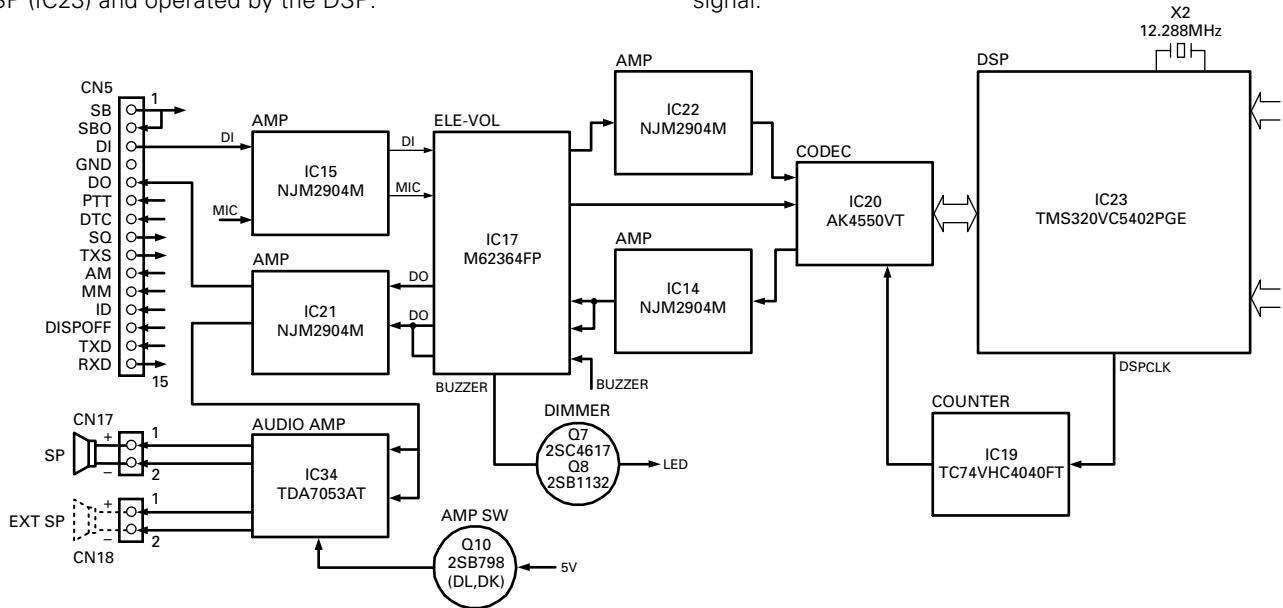 SP (IC23) and operated by the DSP.
signal.
X2
12.288MHz
DSP
IC23
TMS320VC5402PGE
CN5
1
SB
SBO
DI
GND
DO
PTT
DTC
SQ
TXS
AM
MM
ID
DISPOFF
TXD
RXD
15
DI
MIC
AMP
IC15
NJM2904M
DI
MIC
ELE-VOL
IC17
M62364FP
AMP
IC22
NJM2904M
CODEC
IC20
AK4550VT
AMP
IC21
NJM2904M
DO
DO
AMP
IC14
NJM2904M
BUZZER
BUZZER
DSPCLK
COUNTER
IC19
TC74VHC4040FT
DIMMER
Q7
2SC4617
Q8
2SB1132
LED
CN17
SP
+
−
1
2
AUDIO AMP
IC34
TDA7053AT
EXT SP
+
−
1
2
CN18
AMP SW
Q10
2SB798
(DL,DK)
5V